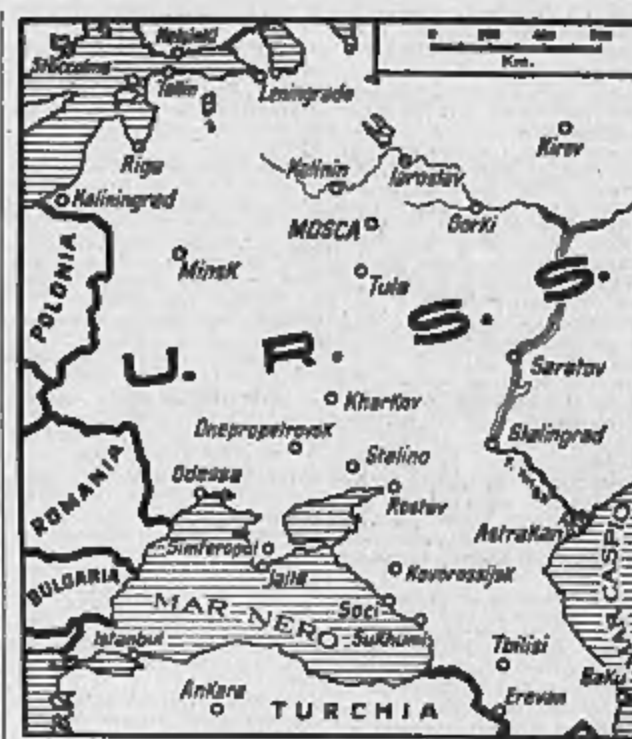 Helsinki
Stoccolma
Tallin
Leningrado
Km.
Riga
Kalinin
Iaroslav
Kirov
Kaliningrad
MOSCA
Gorki
Minsk
Tula
POLONIA
U. R. S. S.
Saratov
Kharkov
Dnepropetrovsk
Stalingrad
Stalino
Odessa
Rostov
ROMANIA
Astrakan
Simferopol
Jalta
Novorossijsk
BULGARIA
MAR NERO
Soci
Sukhumi
MAR CASPIO
Istanbul
Tbilisi
Baku
Ankara
TURCHIA
Erevan